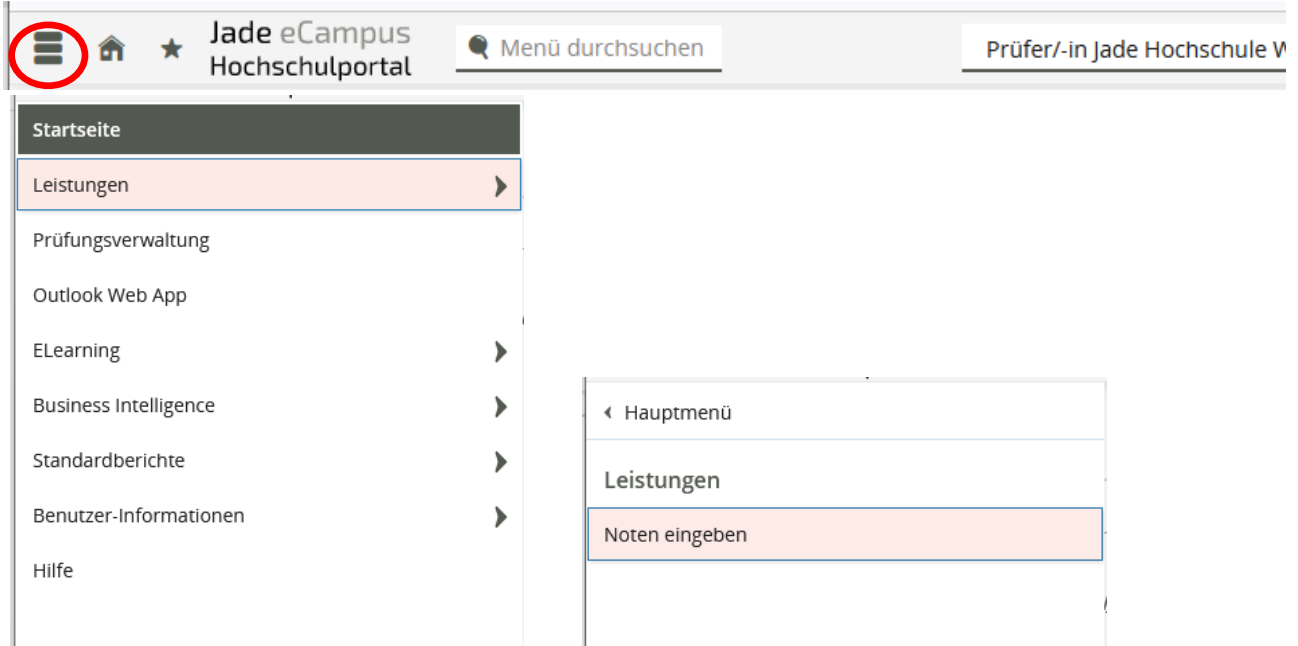 Jade eCampus
Hochschulportal
Menü durchsuchen
Prüfer/-in Jade Hochschule
Startseite
Leistungen
Prüfungsverwaltung
Outlook Web App
ELearning
Business Intelligence
Standardberichte
Benutzer-Informationen
Hilfe
Hauptmenü
Leistungen
Noten eingeben